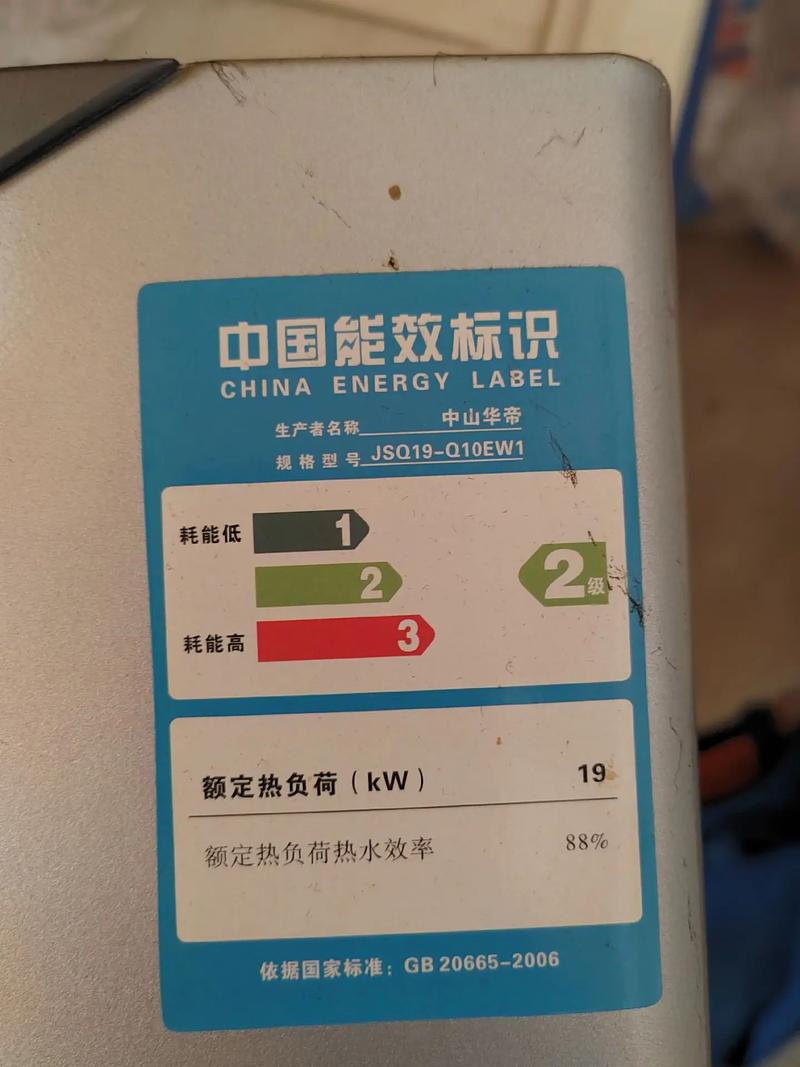 中国能效标识
CHINA ENERGY LABEL
生产者名称 中山华帝
规格型号 JSQ19-Q10EW1
耗能低 1
2
2级
耗能高 3
额定热负荷(kW) 19
额定热负荷热水效率 88%
依据国家标准:GB 20665-2006